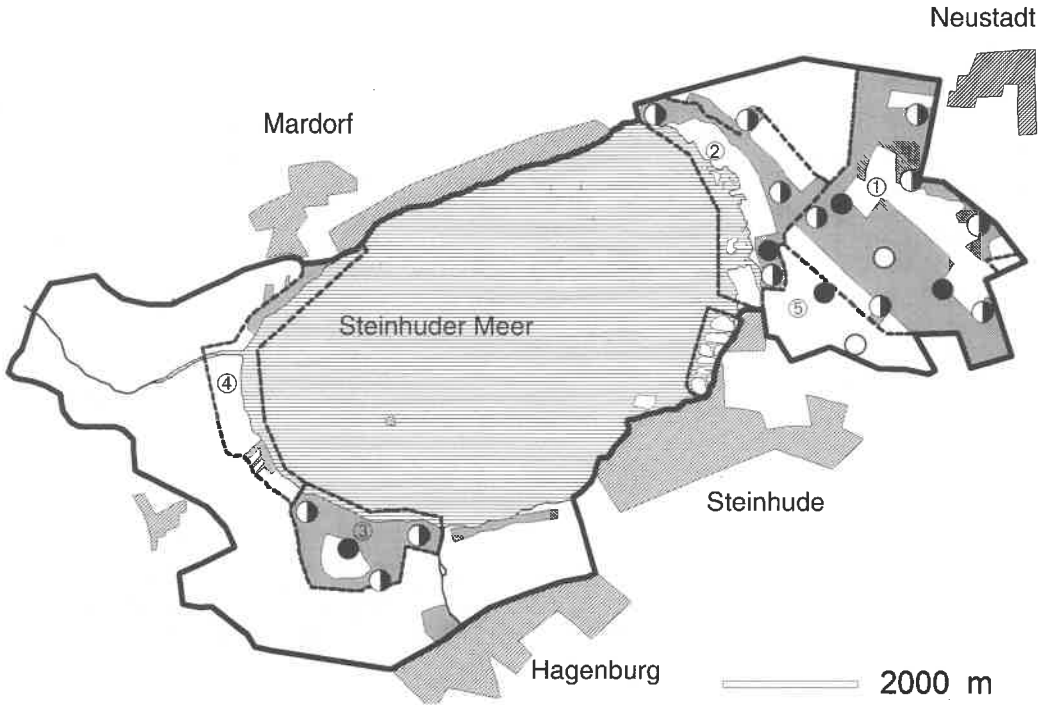 Neustadt
Mardorf
②
①
Steinhuder Meer
⑤
④
③
Steinhude
Hagenburg
2000 m